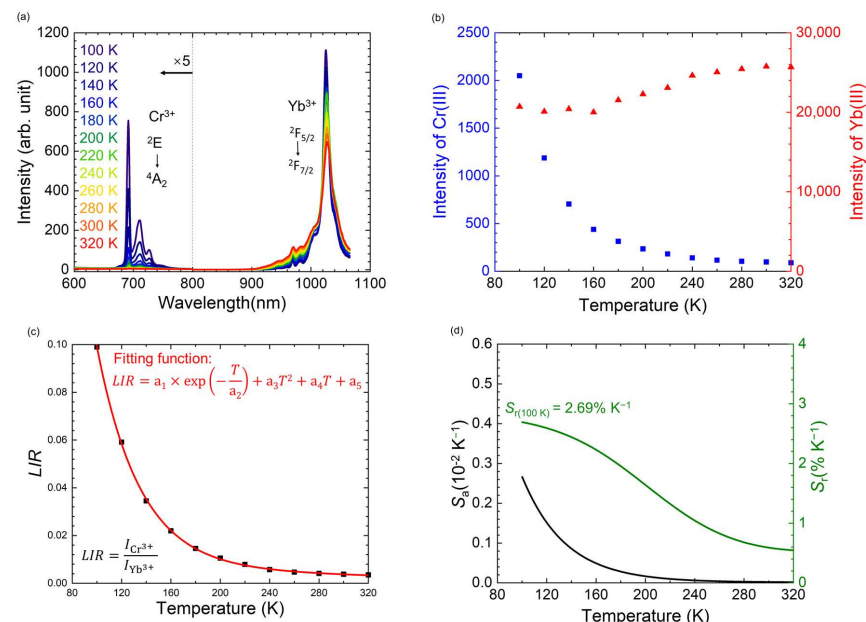 (a)
1200
1000
800
600
400
200
0
Intensity (arb. unit)
100 K
120 K
140 K
160 K
180 K
200 K
220 K
240 K
260 K
280 K
300 K
320 K
×5
Cr³⁺
²E
⁴A₂
Yb³⁺
²F₅/₂
²F₇/₂
600 700 800 900 1000 1100
Wavelength(nm)
(b)
2500
2000
1500
1000
500
0
Intensity of Cr(III)
30,000
20,000
10,000
0
Intensity of Yb(III)
80 120 160 200 240 280 320
Temperature (K)
(c)
0.10
0.08
0.06
0.04
0.02
0.00
LIR
Fitting function:
LIR = a₁ × exp(−T/a₂) + a₃T² + a₄T + a₅
LIR = I_Cr³⁺/I_Yb³⁺
80 120 160 200 240 280 320
Temperature (K)
(d)
0.6
0.5
0.4
0.3
0.2
0.1
0.0
Sₐ(10⁻² K⁻¹)
Sᵣ(100 K) = 2.69% K⁻¹
4
3
2
1
0
Sᵣ(% K⁻¹)
80 120 160 200 240 280 320
Temperature (K)